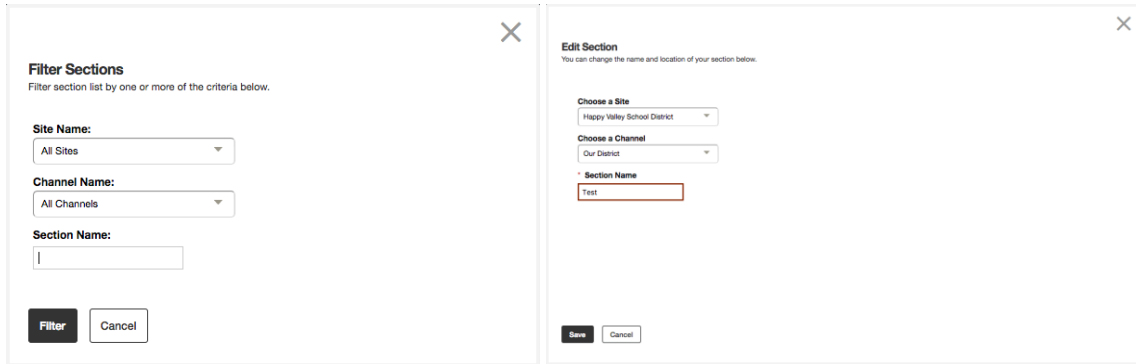 Filter Sections
Filter section list by one or more of the criteria below.
Site Name:
All Sites
Channel Name:
All Channels
Section Name:
Filter
Cancel
Edit Section
You can change the name and location of your section below.
Choose a Site
Happy Valley School District
Choose a Channel
Our District
* Section Name
Test
Save
Cancel